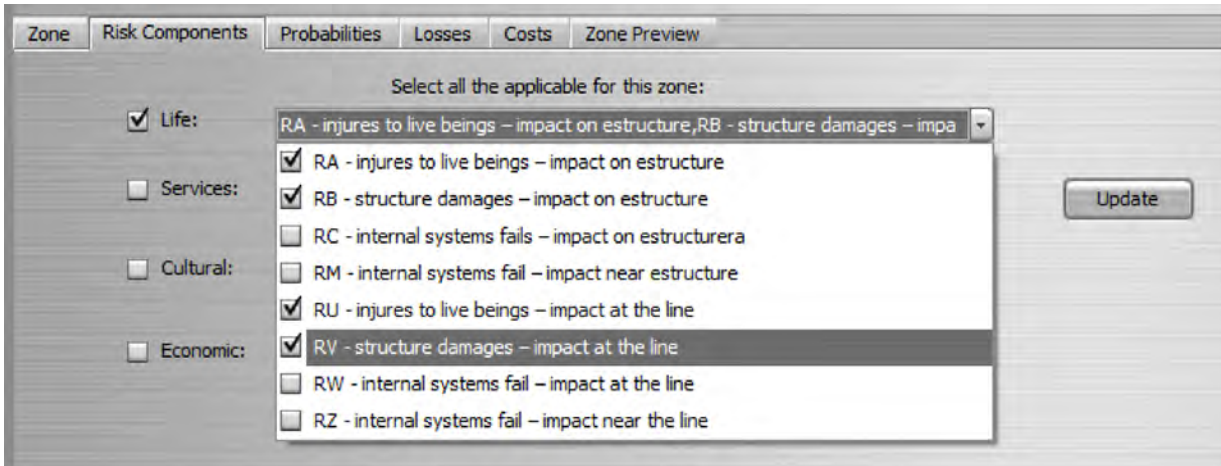 Zone Risk Components Probabilities Losses Costs Zone Preview
Select all the applicable for this zone:
Life:
RA - injures to live beings – impact on estructure,RB - structure damages – impa
RA - injures to live beings – impact on estructure
Services:
RB - structure damages – impact on estructure
Update
RC - internal systems fails – impact on estructurera
Cultural:
RM - internal systems fail – impact near estructure
RU - injures to live beings – impact at the line
Economic:
RV - structure damages – impact at the line
RW - internal systems fail – impact at the line
RZ - internal systems fail – impact near the line